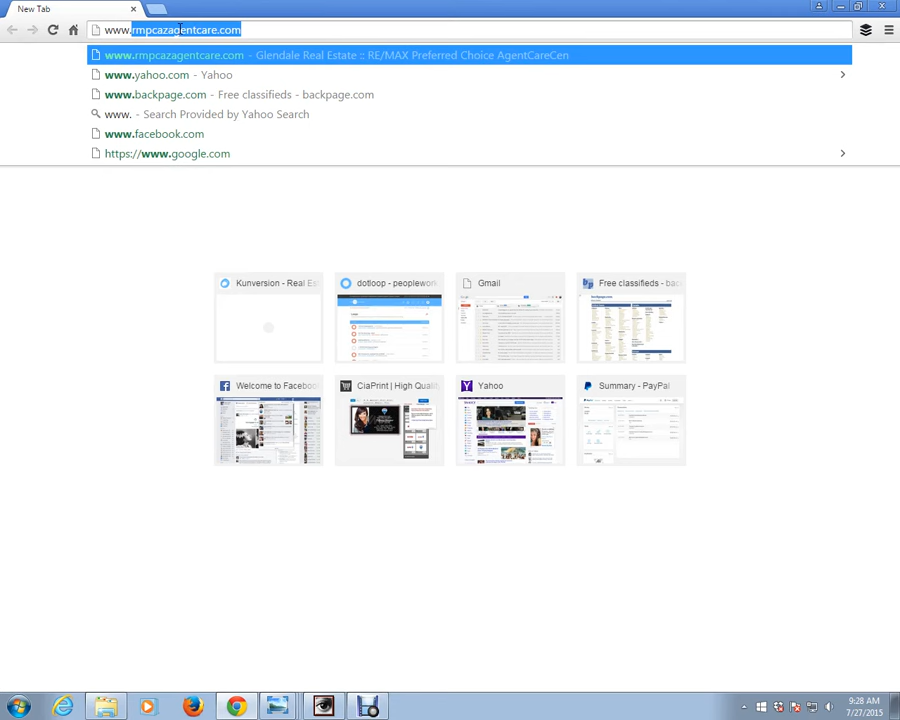 New Tab
www.rmpcazagentcare.com
www.rmpcazagentcare.com - Glendale Real Estate :: RE/MAX Preferred Choice AgentCareCen
www.yahoo.com - Yahoo
www.backpage.com - Free classifieds - backpage.com
www. - Search Provided by Yahoo Search
www.facebook.com
https://www.google.com
Kunversion - Real Es
dotloop - peoplework
Gmail
Free classifieds - bac
Welcome to Facebo
CiaPrint | High Qualit
Yahoo
Summary - PayPal
9:28 AM
7/27/2015